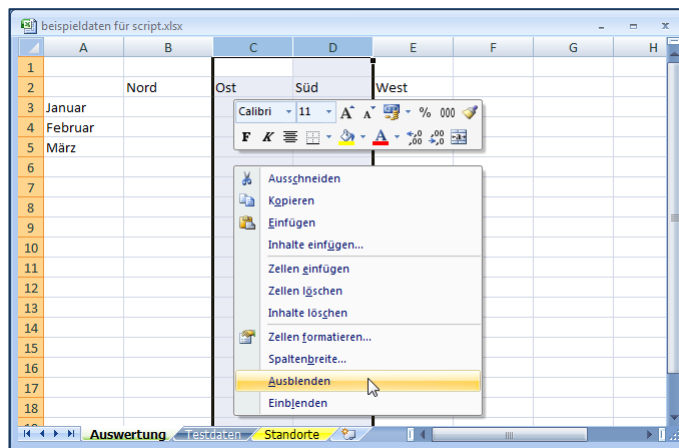 beispieldaten für script.xlsx
A B C D E F G H
1
2 Nord Ost Süd West
3 Januar
4 Februar
5 März
6
7
8
9
10
11
12
13
14
15
16
17
18
Calibri 11 A A % 000
F K A ,00 ,00 a
Ausschneiden
Kopieren
Einfügen
Inhalte einfügen...
Zellen einfügen
Zellen löschen
Inhalte löschen
Zellen formatieren...
Spaltenbreite...
Ausblenden
Einblenden
Auswertung Testdaten Standorte